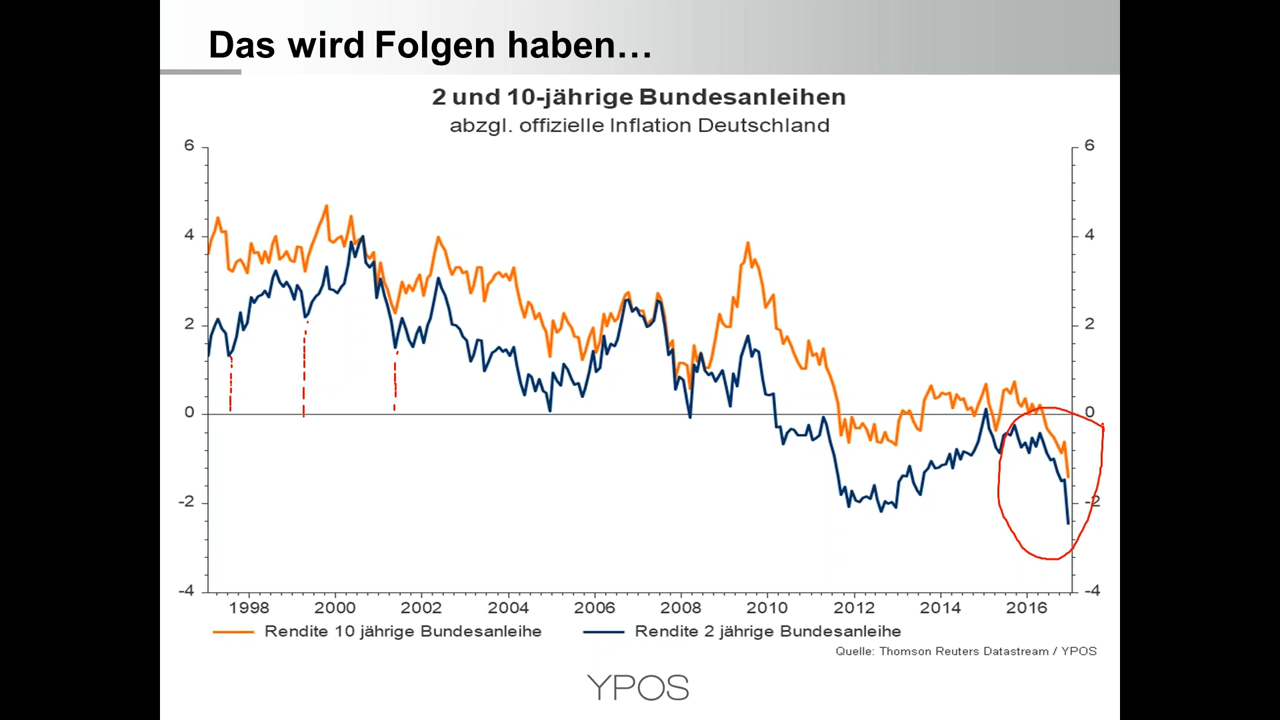 Das wird Folgen haben...
2 und 10-jährige Bundesanleihen
abzgl. offizielle Inflation Deutschland
6 6
4 4
2 2
0 0
-2 -2
-4 -4
1998 2000 2002 2004 2006 2008 2010 2012 2014 2016
Rendite 10 jährige Bundesanleihe Rendite 2 jährige Bundesanleihe
Quelle: Thomson Reuters Datastream / YPOS
YPOS